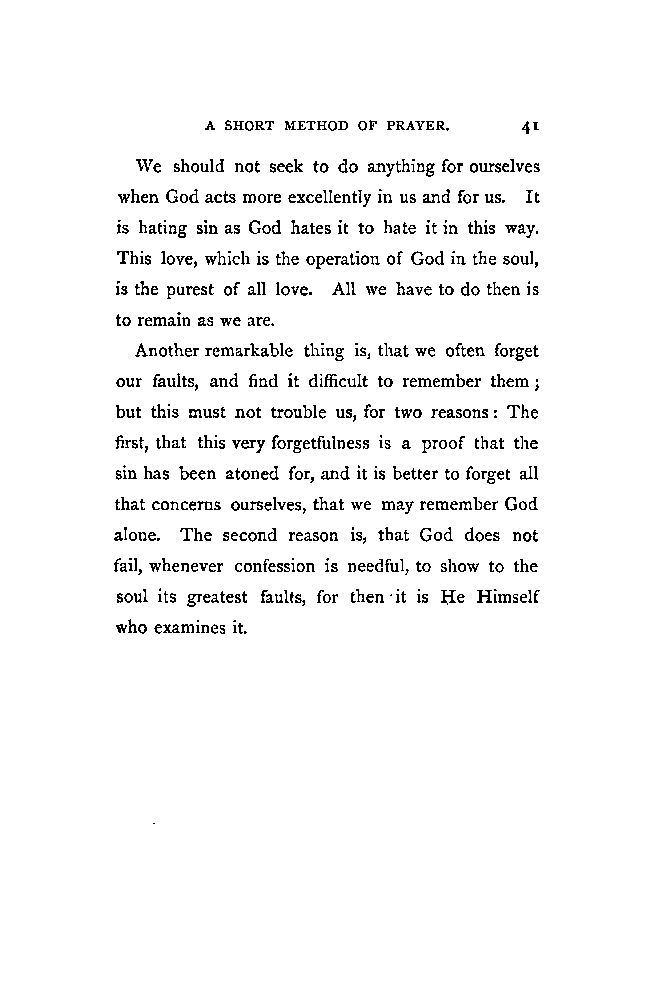 A SHORT METHOD OF PRAYER. 41
We should not seek to do anything for ourselves
when God acts more excellently in us and for us. It
is hating sin as God hates it to hate it in this way.
This love, which is the operation of God in the soul,
is the purest of all love. All we have to do then is
to remain as we are.
Another remarkable thing is, that we often forget
our faults, and find it difficult to remember them ;
but this must not trouble us, for two reasons : The
first, that this very forgetfulness is a proof that the
sin has been atoned for, and it is better to forget all
that concerns ourselves, that we may remember God
alone. The second reason is, that God does not
fail, whenever confession is needful, to show to the
soul its greatest faults, for then it is He Himself
who examines it.